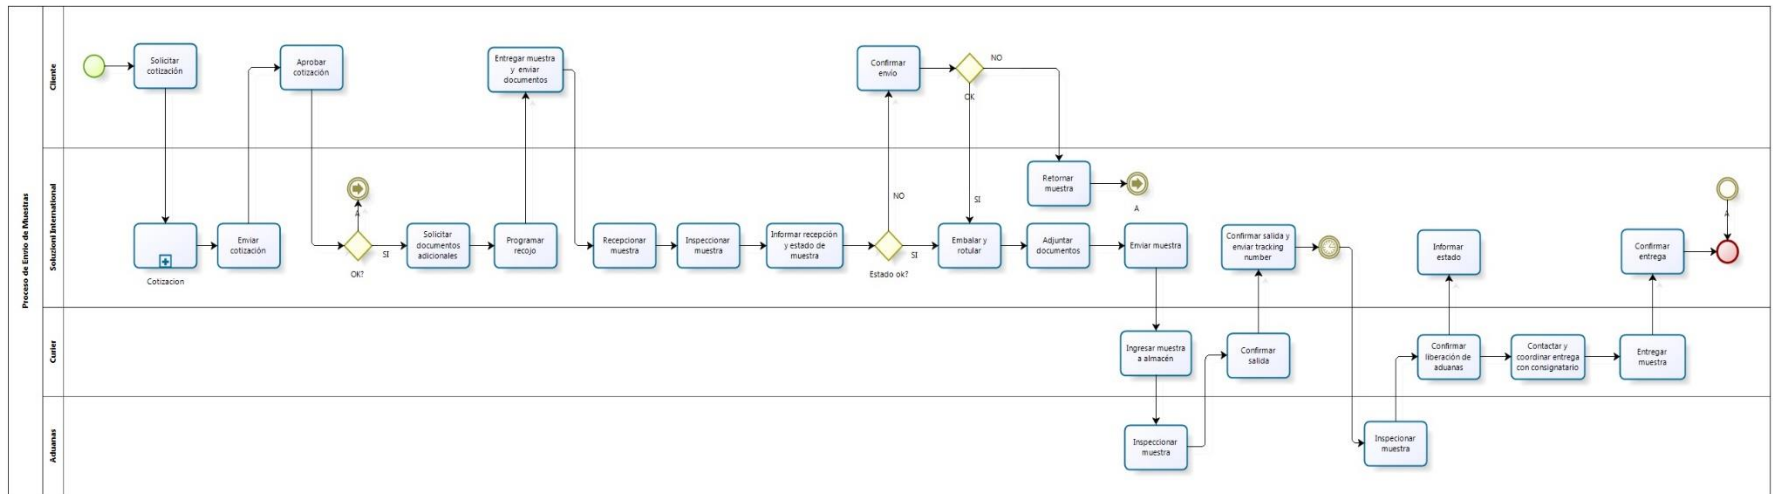 Proceso de Envio de Muestras
Cliente
Solicitar
cotización
Aprobar
cotización
Entregar muestra
y enviar
documentos
Confirmar
envío
NO
OK
Soluzioni International
Cotizacion
Enviar
cotización
A
OK?
SI
Solicitar
documentos
adicionales
Programar
recojo
Recepcionar
muestra
Inspeccionar
muestra
Informar recepción
y estado de
muestra
NO
Estado ok?
SI
SI
Embalar y
rotular
Retornar
muestra
A
Adjuntar
documentos
Enviar muestra
Confirmar salida y
enviar tracking
number
Informar
estado
Confirmar
entrega
A
Curier
Ingresar muestra
a almacén
Confirmar
salida
Confirmar
liberación de
aduanas
Contactar y
coordinar entrega
con consignatario
Entregar
muestra
Aduanas
Inspeccionar
muestra
Inspecionar
muestra